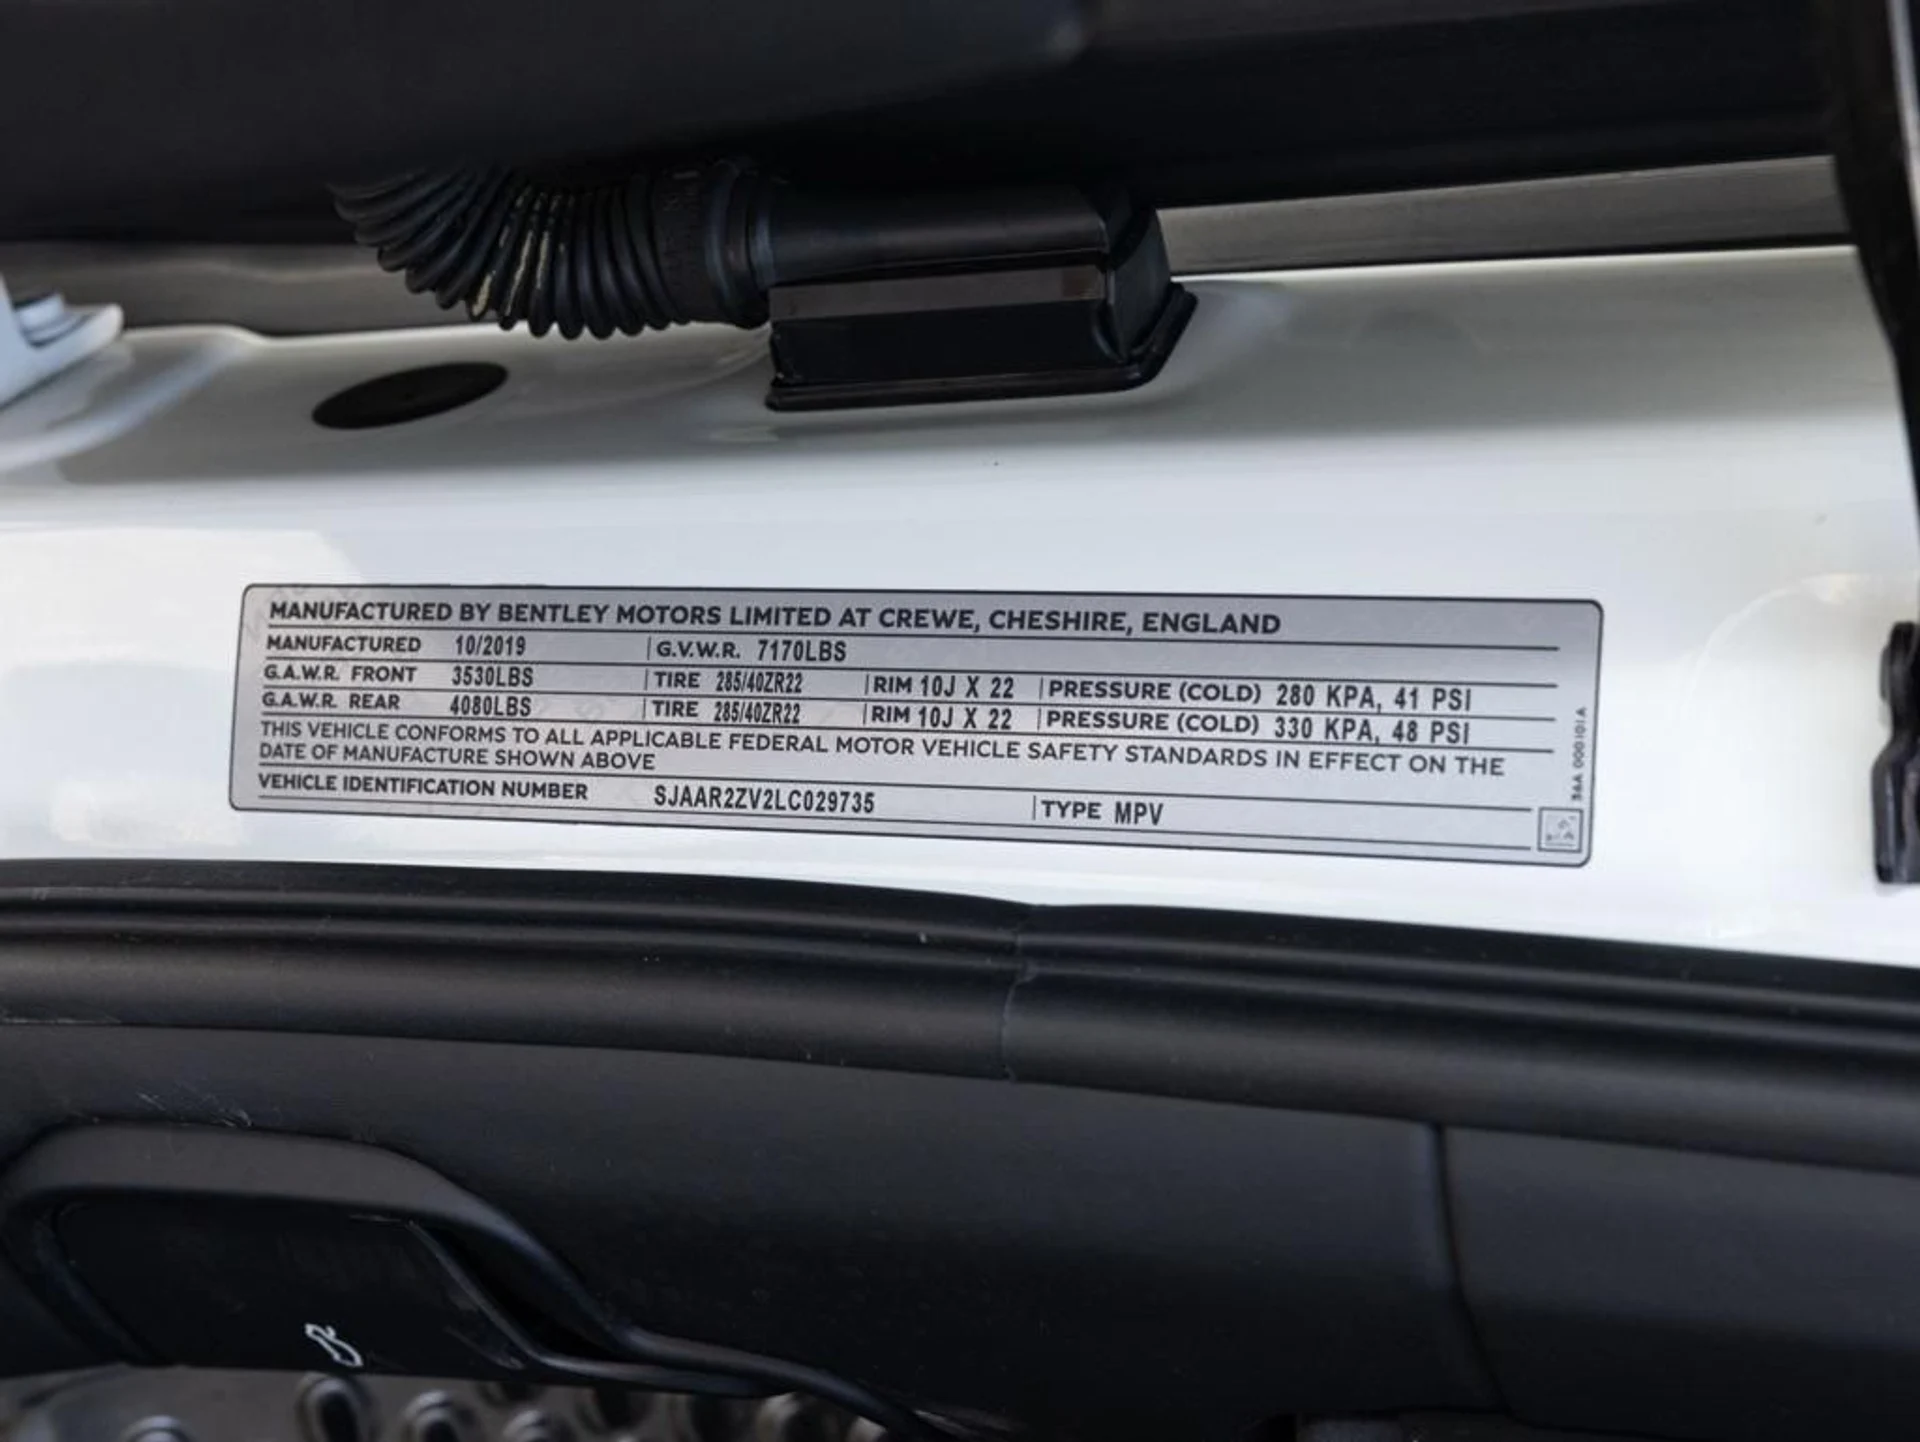 MANUFACTURED BY BENTLEY MOTORS LIMITED AT CREWE, CHESHIRE, ENGLAND
MANUFACTURED 10/2019 G.V.W.R. 7170LBS
G.A.W.R. FRONT 3530LBS TIRE 285/40ZR22 RIM 10J X 22 PRESSURE (COLD) 280 KPA, 41 PSI
G.A.W.R. REAR 4080LBS TIRE 285/40ZR22 RIM 10J X 22 PRESSURE (COLD) 330 KPA, 48 PSI
THIS VEHICLE CONFORMS TO ALL APPLICABLE FEDERAL MOTOR VEHICLE SAFETY STANDARDS IN EFFECT ON THE
DATE OF MANUFACTURE SHOWN ABOVE
VEHICLE IDENTIFICATION NUMBER SJAAR2ZV2LC029735 TYPE MPV
36A 000101A